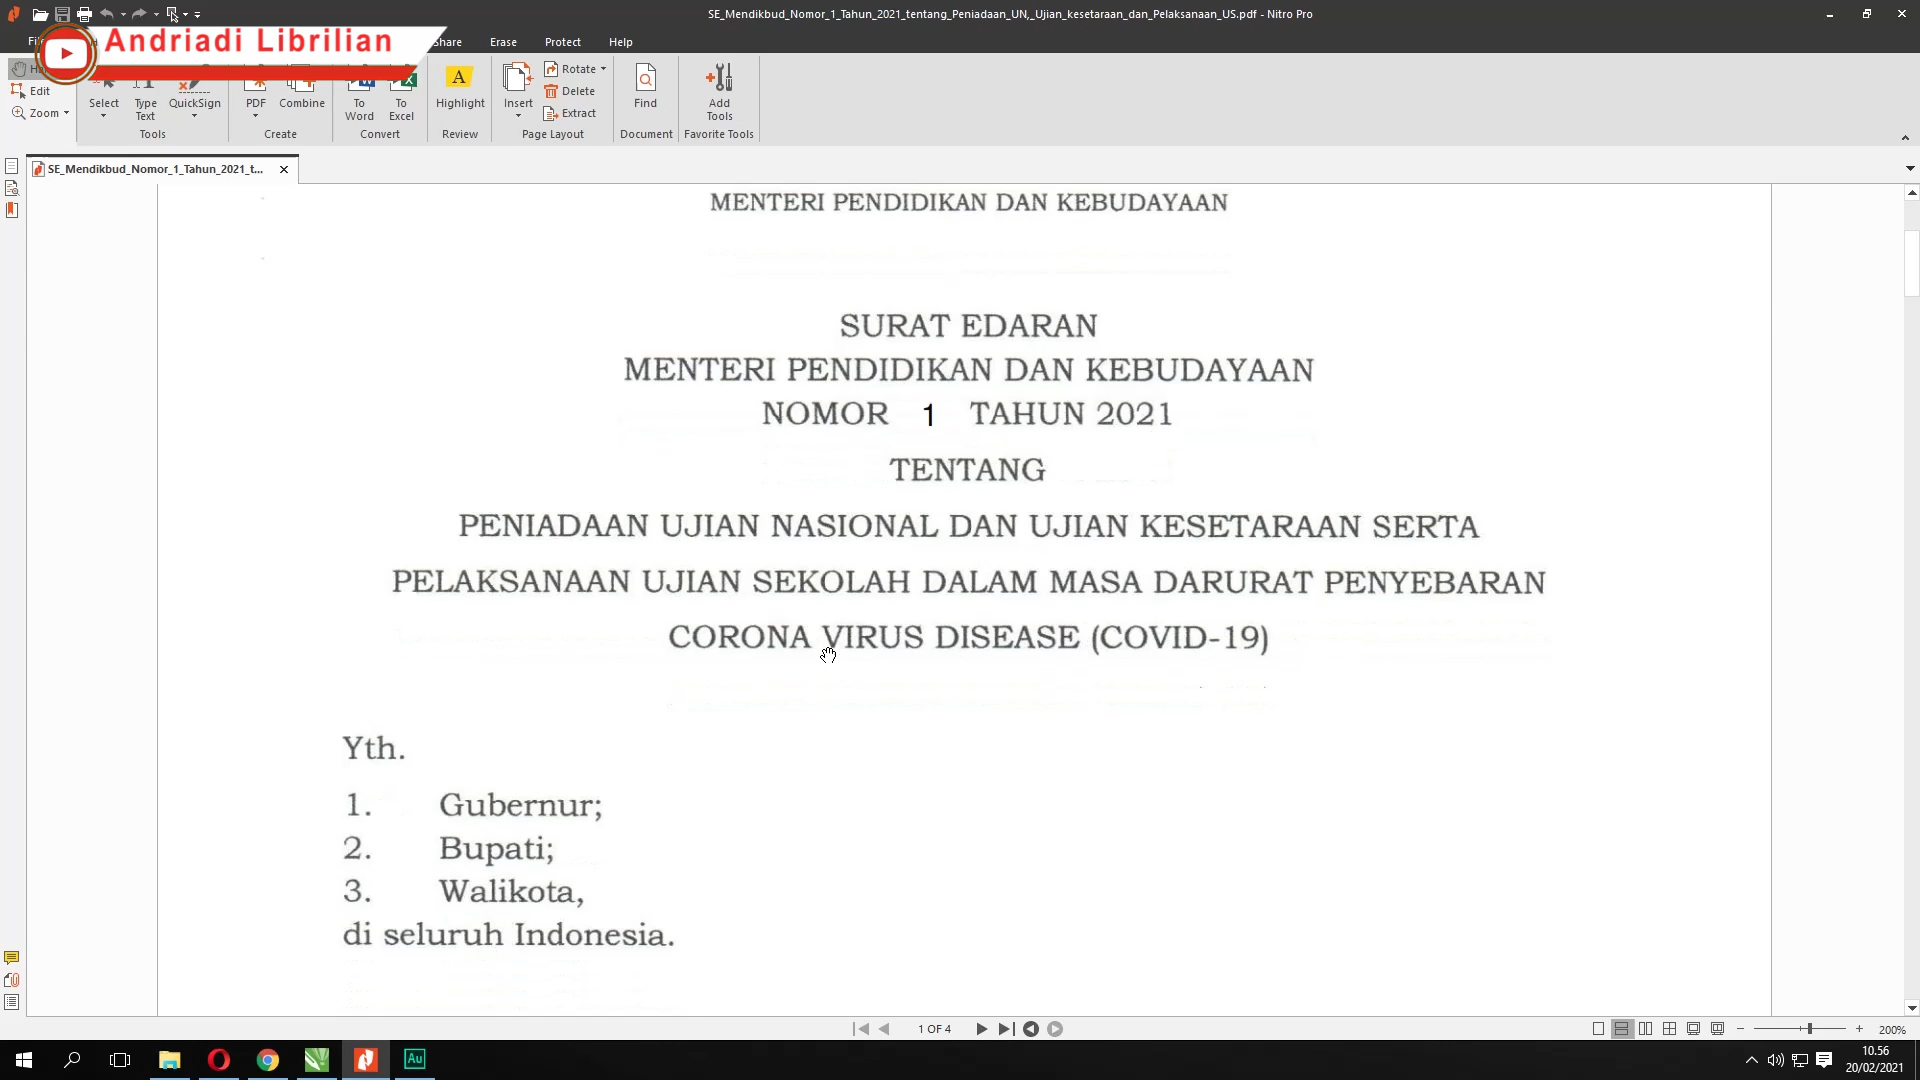 SE_Mendikbud_Nomor_1_Tahun_2021_tentang_Peniadaan_UN,_Ujian_kesetaraan_dan_Pelaksanaan_US.pdf - Nitro Pro
Andriadi Librilian
Share Erase Protect Help
Edit
Zoom
Select
Type Text
QuickSign
Tools
PDF
Combine
Create
To Word
To Excel
Convert
Highlight
Review
Insert
Rotate
Delete
Extract
Page Layout
Find
Document
Add Tools
Favorite Tools
SE_Mendikbud_Nomor_1_Tahun_2021_t...
MENTERI PENDIDIKAN DAN KEBUDAYAAN
SURAT EDARAN
MENTERI PENDIDIKAN DAN KEBUDAYAAN
NOMOR 1 TAHUN 2021
TENTANG
PENIADAAN UJIAN NASIONAL DAN UJIAN KESETARAAN SERTA
PELAKSANAAN UJIAN SEKOLAH DALAM MASA DARURAT PENYEBARAN
CORONA VIRUS DISEASE (COVID-19)
Yth.
1. Gubernur;
2. Bupati;
3. Walikota,
di seluruh Indonesia.
1 OF 4
200%
Au
10.56
20/02/2021